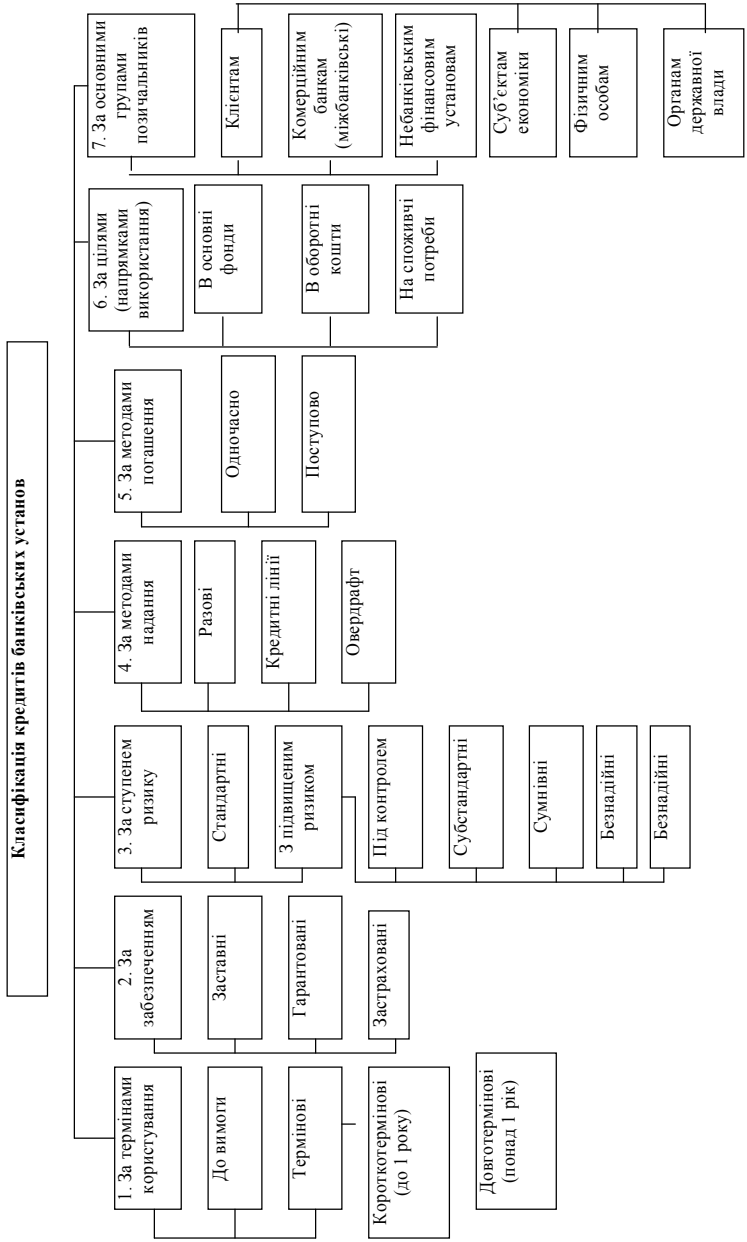 Класифікація кредитів банківських установ
1. За термінами
користування
До вимоги
Термінові
Короткотермінові
(до 1 року)
Довготермінові
(понад 1 рік)
2. За
забезпеченням
Заставні
Гарантовані
Застраховані
3. За ступенем
ризику
Стандартні
З підвищеним
ризиком
Під контролем
Субстандартні
Сумнівні
Безнадійні
Безнадійні
4. За методами
надання
Разові
Кредитні лінії
Овердрафт
5. За методами
погашення
Одночасно
Поступово
6. За цілями
(напрямками
використання)
В основні
фонди
В оборотні
кошти
На споживчі
потреби
7. За основними
групами
позичальників
Клієнтам
Комерційним
банкам
(міжбанківські)
Небанківським
фінансовим
установам
Суб’єктам
економіки
Фізичним
особам
Органам
державної
влади